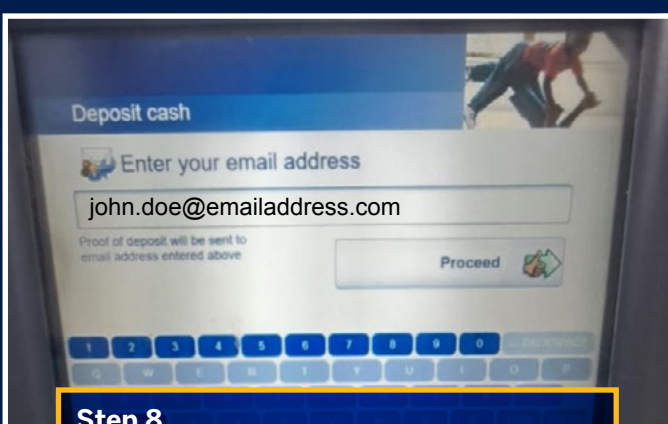 Deposit cash
Enter your email address
john.doe@emailaddress.com
Proof of deposit will be sent to
email address entered above
Proceed
1 2 3 4 5 6 7 8 9 0 BACKSPACE
Q W E R T Y U I O P
Step 8